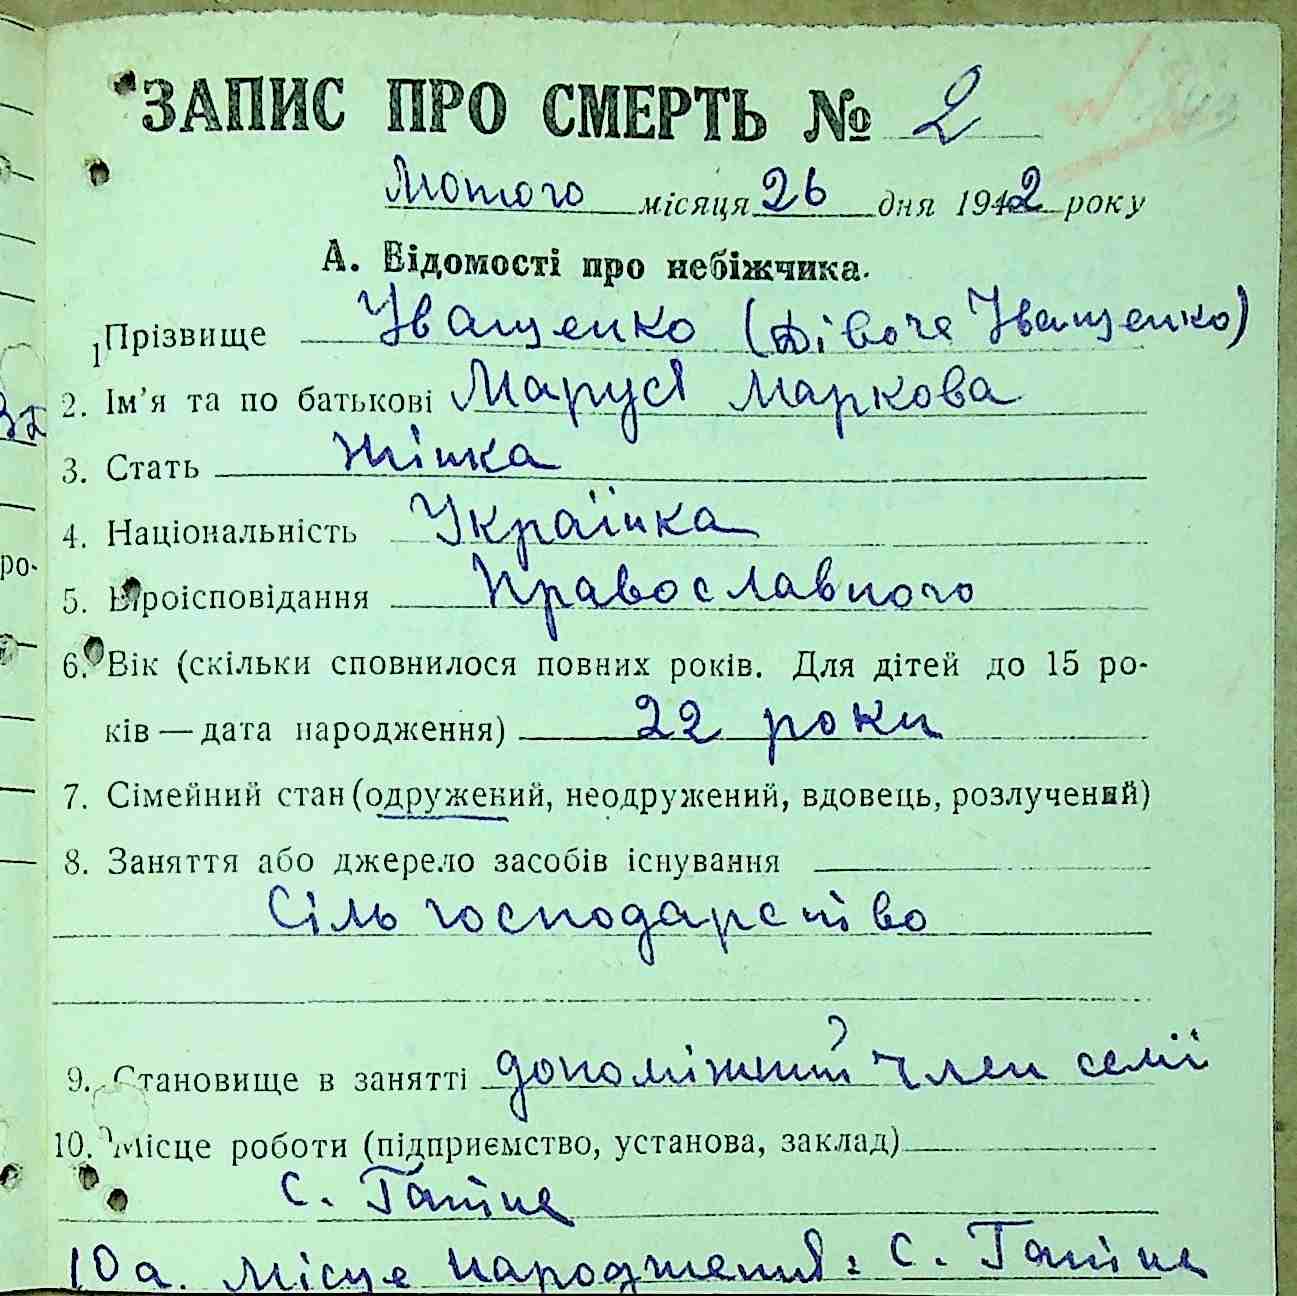 ЗАПИС ПРО СМЕРТЬ № 2
Лютого місяця 26 дня 1942 року
А. Відомості про небіжчика.
1 Прізвище Іващенко (Дівоче Іващенко)
2. Ім'я та по батькові Маруся Маркова
3. Стать жінка
4. Національність Українка
5. Віроісповідання Православного
6. Вік (скільки сповнилося повних років. Для дітей до 15 ро-
ків — дата народження) 22 роки
7. Сімейний стан (одружений, неодружений, вдовець, розлучений)
8. Заняття або джерело засобів існування
Сільгосподарство
9. Становище в занятті допоміжний член семії
10. Місце роботи (підприємство, установа, заклад)
с.
10а. Місце народження: с.